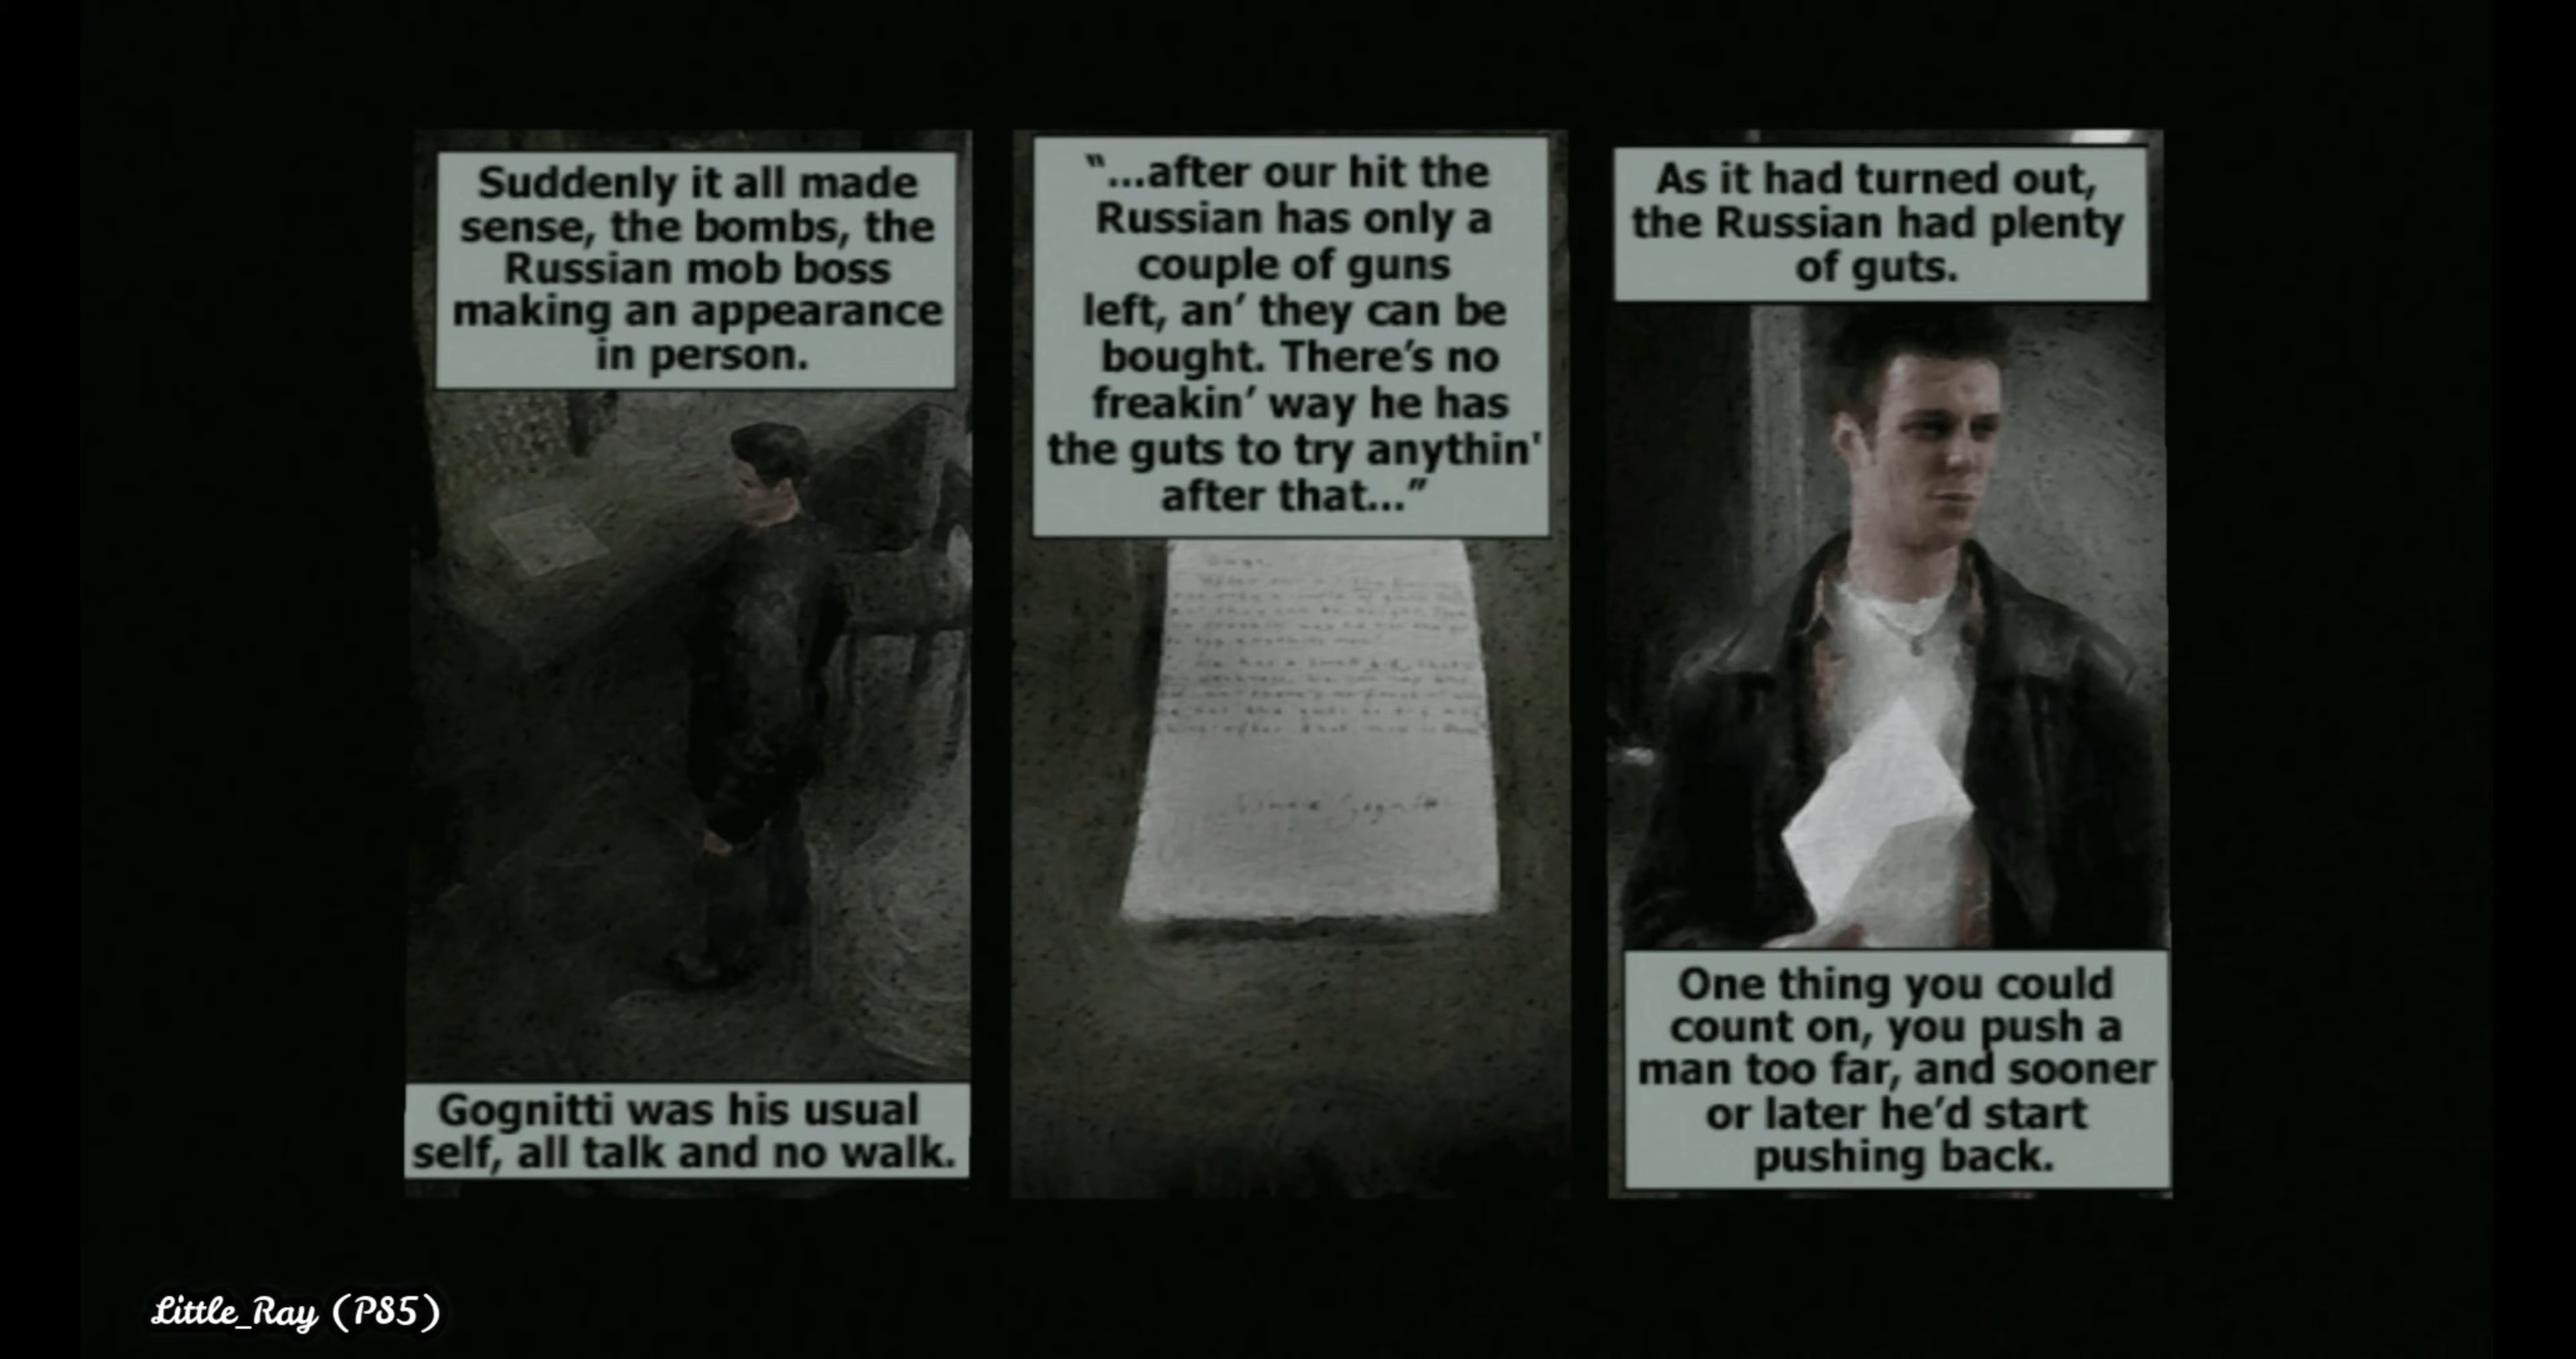 Suddenly it all made
sense, the bombs, the
Russian mob boss
making an appearance
in person.
Gognitti was his usual
self, all talk and no walk.
"...after our hit the
Russian has only a
couple of guns
left, an' they can be
bought. There's no
freakin' way he has
the guts to try anythin'
after that..."
As it had turned out,
the Russian had plenty
of guts.
One thing you could
count on, you push a
man too far, and sooner
or later he'd start
pushing back.
Little_Ray (PS5)